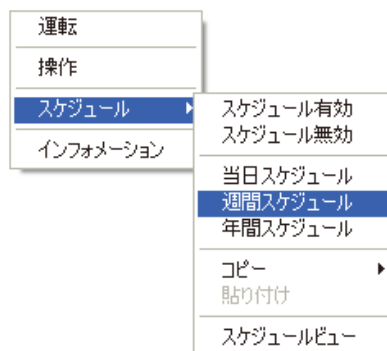 運転
操作
スケジュール
インフォメーション
スケジュール有効
スケジュール無効
当日スケジュール
週間スケジュール
年間スケジュール
コピー
貼り付け
スケジュールビュー